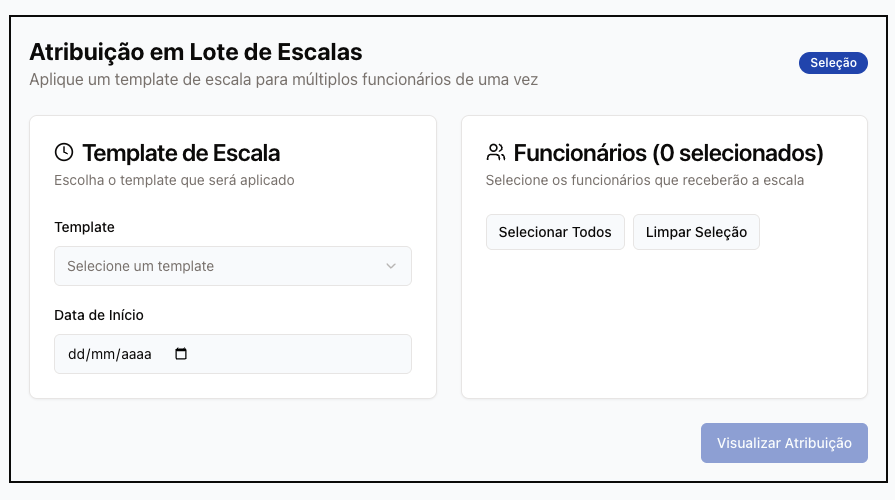 Atribuição em Lote de Escalas
Aplique um template de escala para múltiplos funcionários de uma vez
Seleção
Template de Escala
Escolha o template que será aplicado
Template
Selecione um template
Data de Início
dd/mm/aaaa
Funcionários (0 selecionados)
Selecione os funcionários que receberão a escala
Selecionar Todos
Limpar Seleção
Visualizar Atribuição